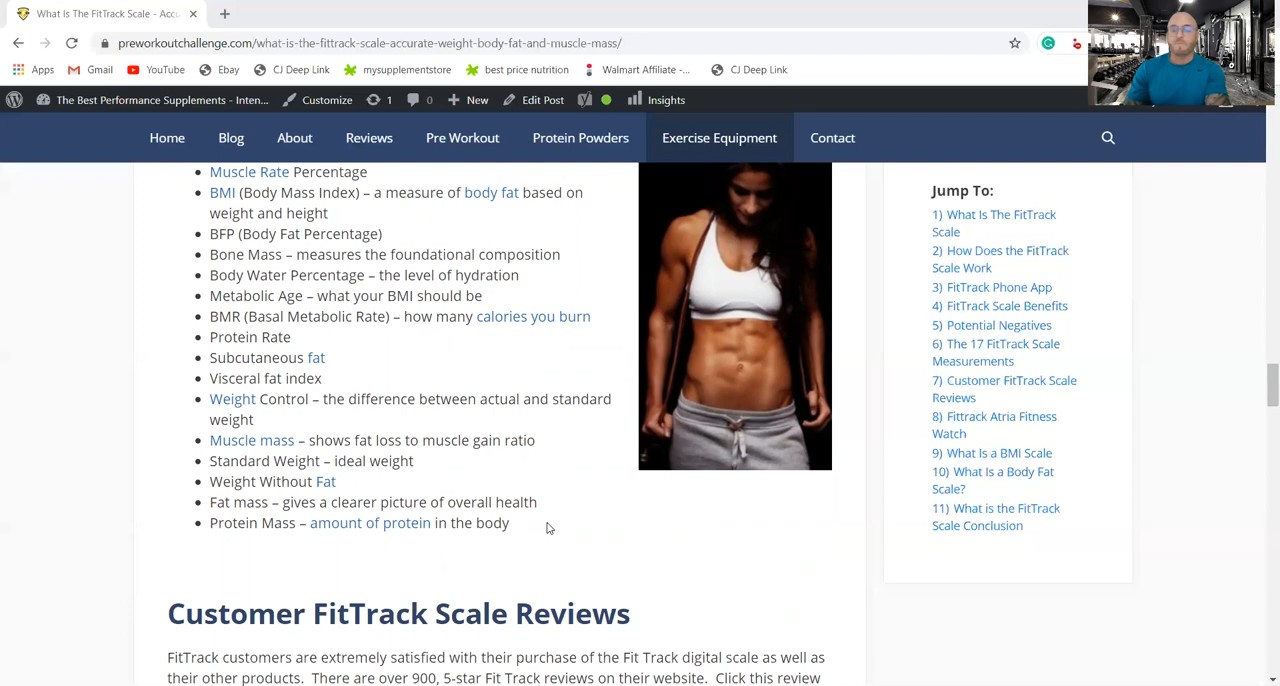 What Is The FitTrack Scale - Accu
preworkoutchallenge.com/what-is-the-fittrack-scale-accurate-weight-body-fat-and-muscle-mass/
Apps Gmail YouTube Ebay CJ Deep Link mysupplementstore best price nutrition Walmart Affiliate -... CJ Deep Link
The Best Performance Supplements - Inten... Customize 1 0 New Edit Post Insights
Home Blog About Reviews Pre Workout Protein Powders Exercise Equipment Contact
Muscle Rate Percentage
BMI (Body Mass Index) – a measure of body fat based on
weight and height
BFP (Body Fat Percentage)
Bone Mass – measures the foundational composition
Body Water Percentage – the level of hydration
Metabolic Age – what your BMI should be
BMR (Basal Metabolic Rate) – how many calories you burn
Protein Rate
Subcutaneous fat
Visceral fat index
Weight Control – the difference between actual and standard
weight
Muscle mass – shows fat loss to muscle gain ratio
Standard Weight – ideal weight
Weight Without Fat
Fat mass – gives a clearer picture of overall health
Protein Mass – amount of protein in the body
Customer FitTrack Scale Reviews
FitTrack customers are extremely satisfied with their purchase of the Fit Track digital scale as well as
their other products. There are over 900, 5-star Fit Track reviews on their website. Click this review
Jump To:
1) What Is The FitTrack
Scale
2) How Does the FitTrack
Scale Work
3) FitTrack Phone App
4) FitTrack Scale Benefits
5) Potential Negatives
6) The 17 FitTrack Scale
Measurements
7) Customer FitTrack Scale
Reviews
8) Fittrack Atria Fitness
Watch
9) What Is a BMI Scale
10) What Is a Body Fat
Scale?
11) What is the FitTrack
Scale Conclusion